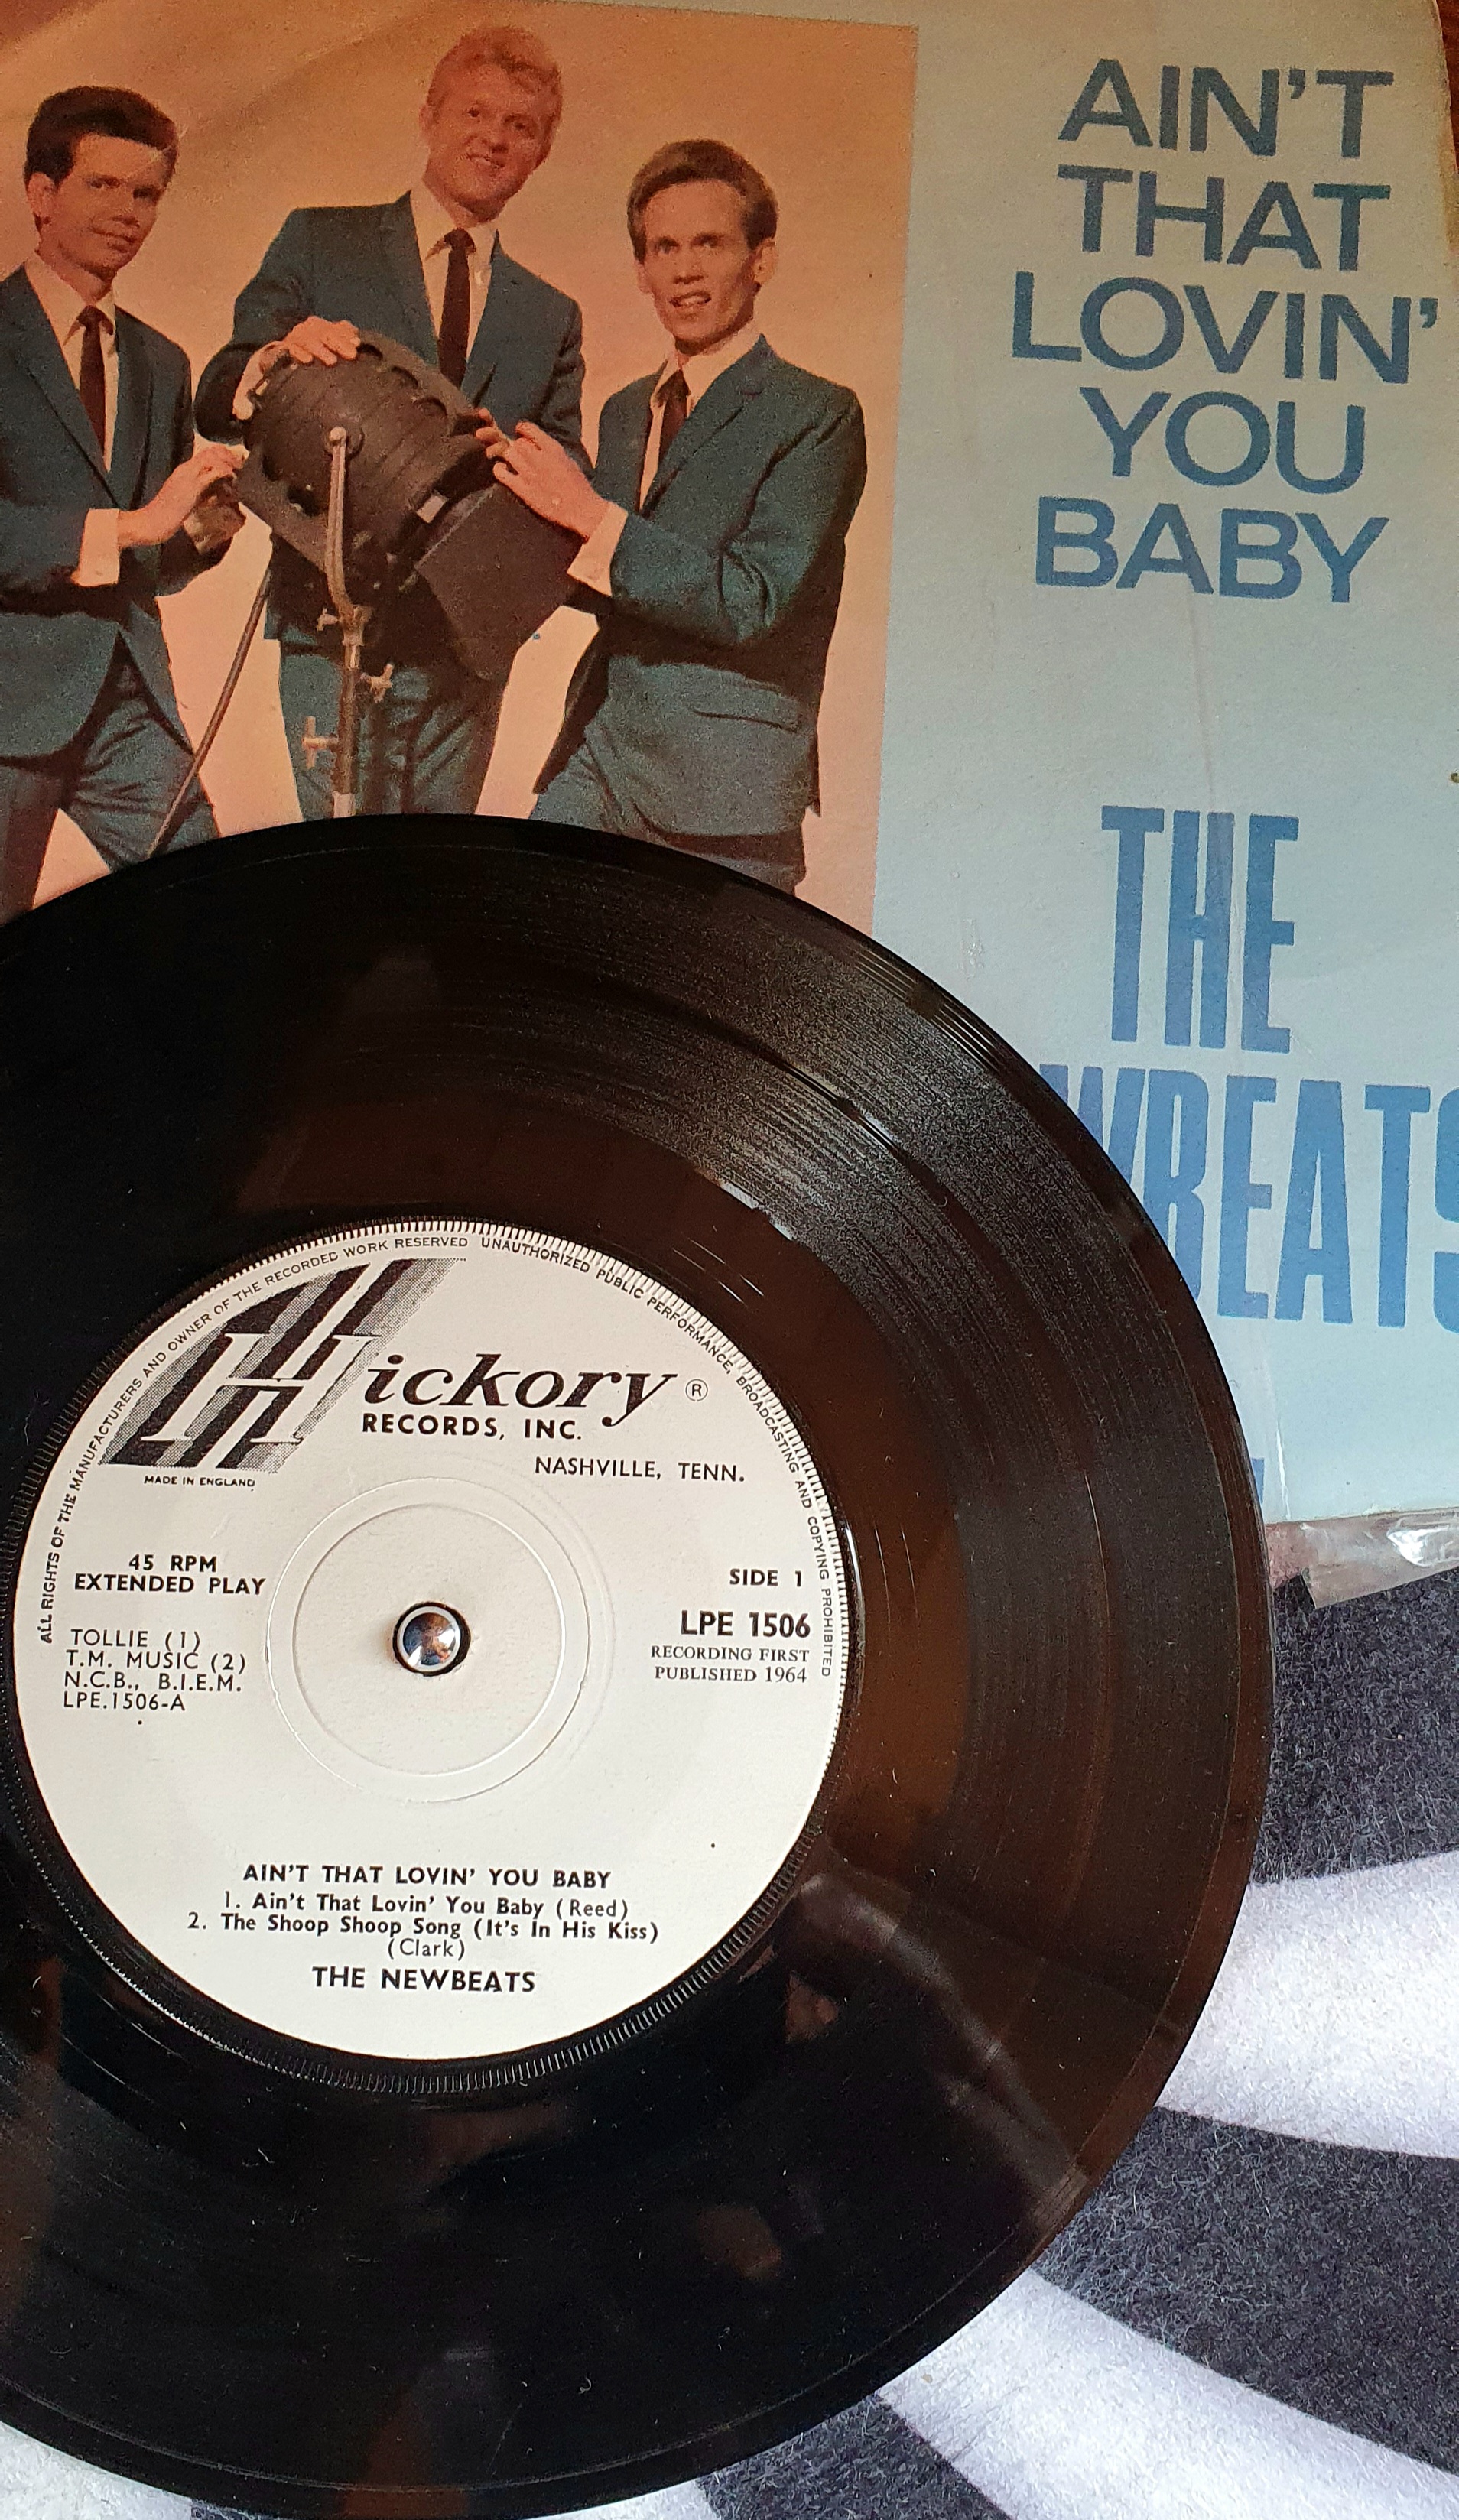 AIN'T
THAT
LOVIN'
YOU
BABY
THE
WBEATS
ALL RIGHTS OF THE MANUFACTURERS AND OWNER OF THE RECORDED WORK RESERVED UNAUTHORIZED PUBLIC PERFORMANCE, BROADCASTING AND COPYING PROHIBITED
Hickory ®
RECORDS, INC.
NASHVILLE, TENN.
MADE IN ENGLAND
45 RPM
EXTENDED PLAY
TOLLIE (1)
T.M. MUSIC (2)
N.C.B., B.I.E.M.
LPE.1506-A
SIDE 1
LPE 1506
RECORDING FIRST
PUBLISHED 1964
AIN'T THAT LOVIN' YOU BABY
1. Ain't That Lovin' You Baby (Reed)
2. The Shoop Shoop Song (It's In His Kiss)
(Clark)
THE NEWBEATS